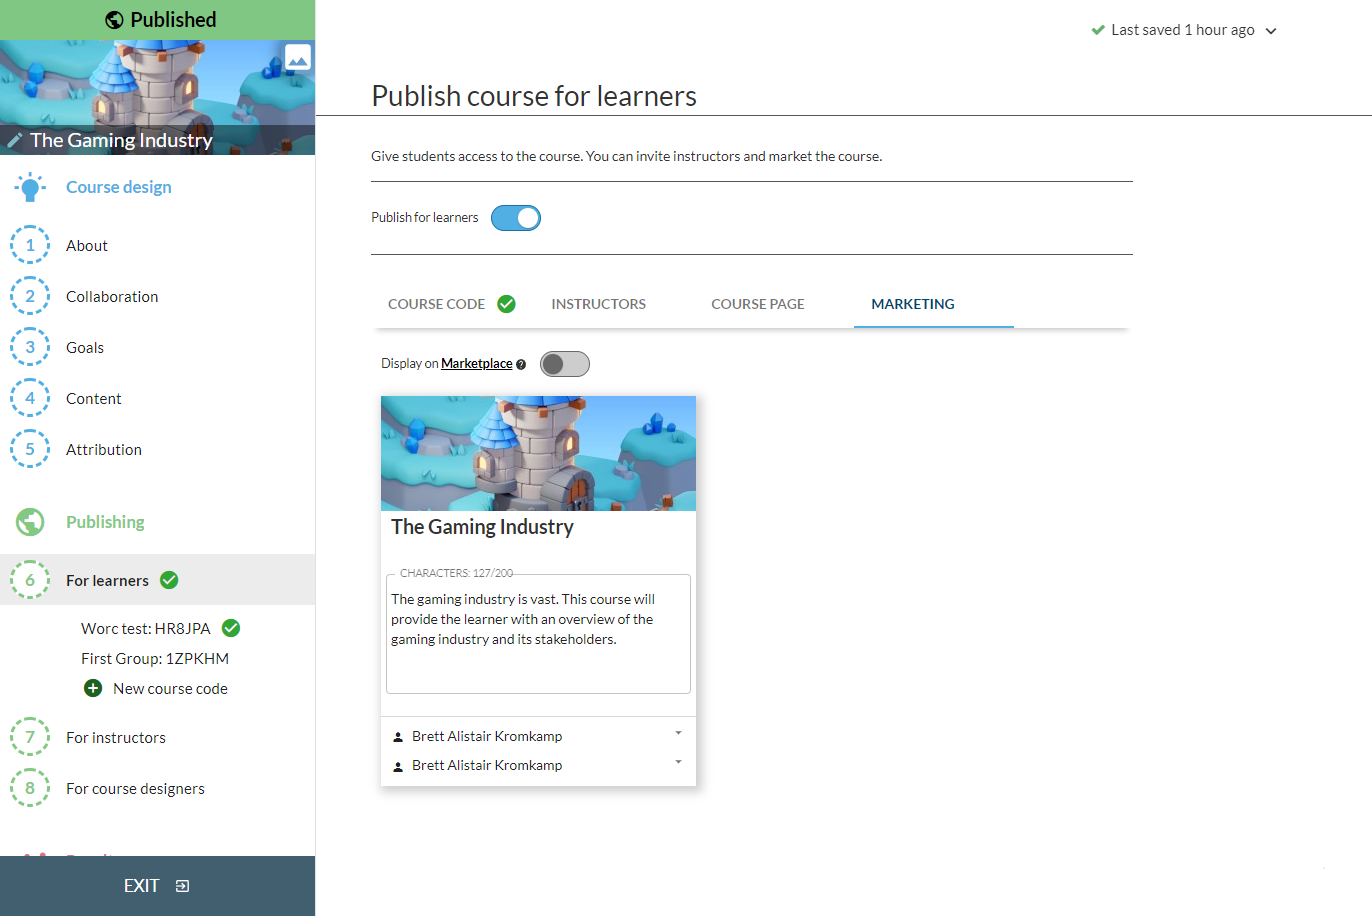 Published
The Gaming Industry
Course design
1 About
2 Collaboration
3 Goals
4 Content
5 Attribution
Publishing
6 For learners
Worc test: HR8JPA
First Group: 1ZPKHM
New course code
7 For instructors
8 For course designers
EXIT
Last saved 1 hour ago
Publish course for learners
Give students access to the course. You can invite instructors and market the course.
Publish for learners
COURSE CODE INSTRUCTORS COURSE PAGE MARKETING
Display on Marketplace ?
The Gaming Industry
CHARACTERS: 127/200
The gaming industry is vast. This course will
provide the learner with an overview of the
gaming industry and its stakeholders.
Brett Alistair Kromkamp
Brett Alistair Kromkamp